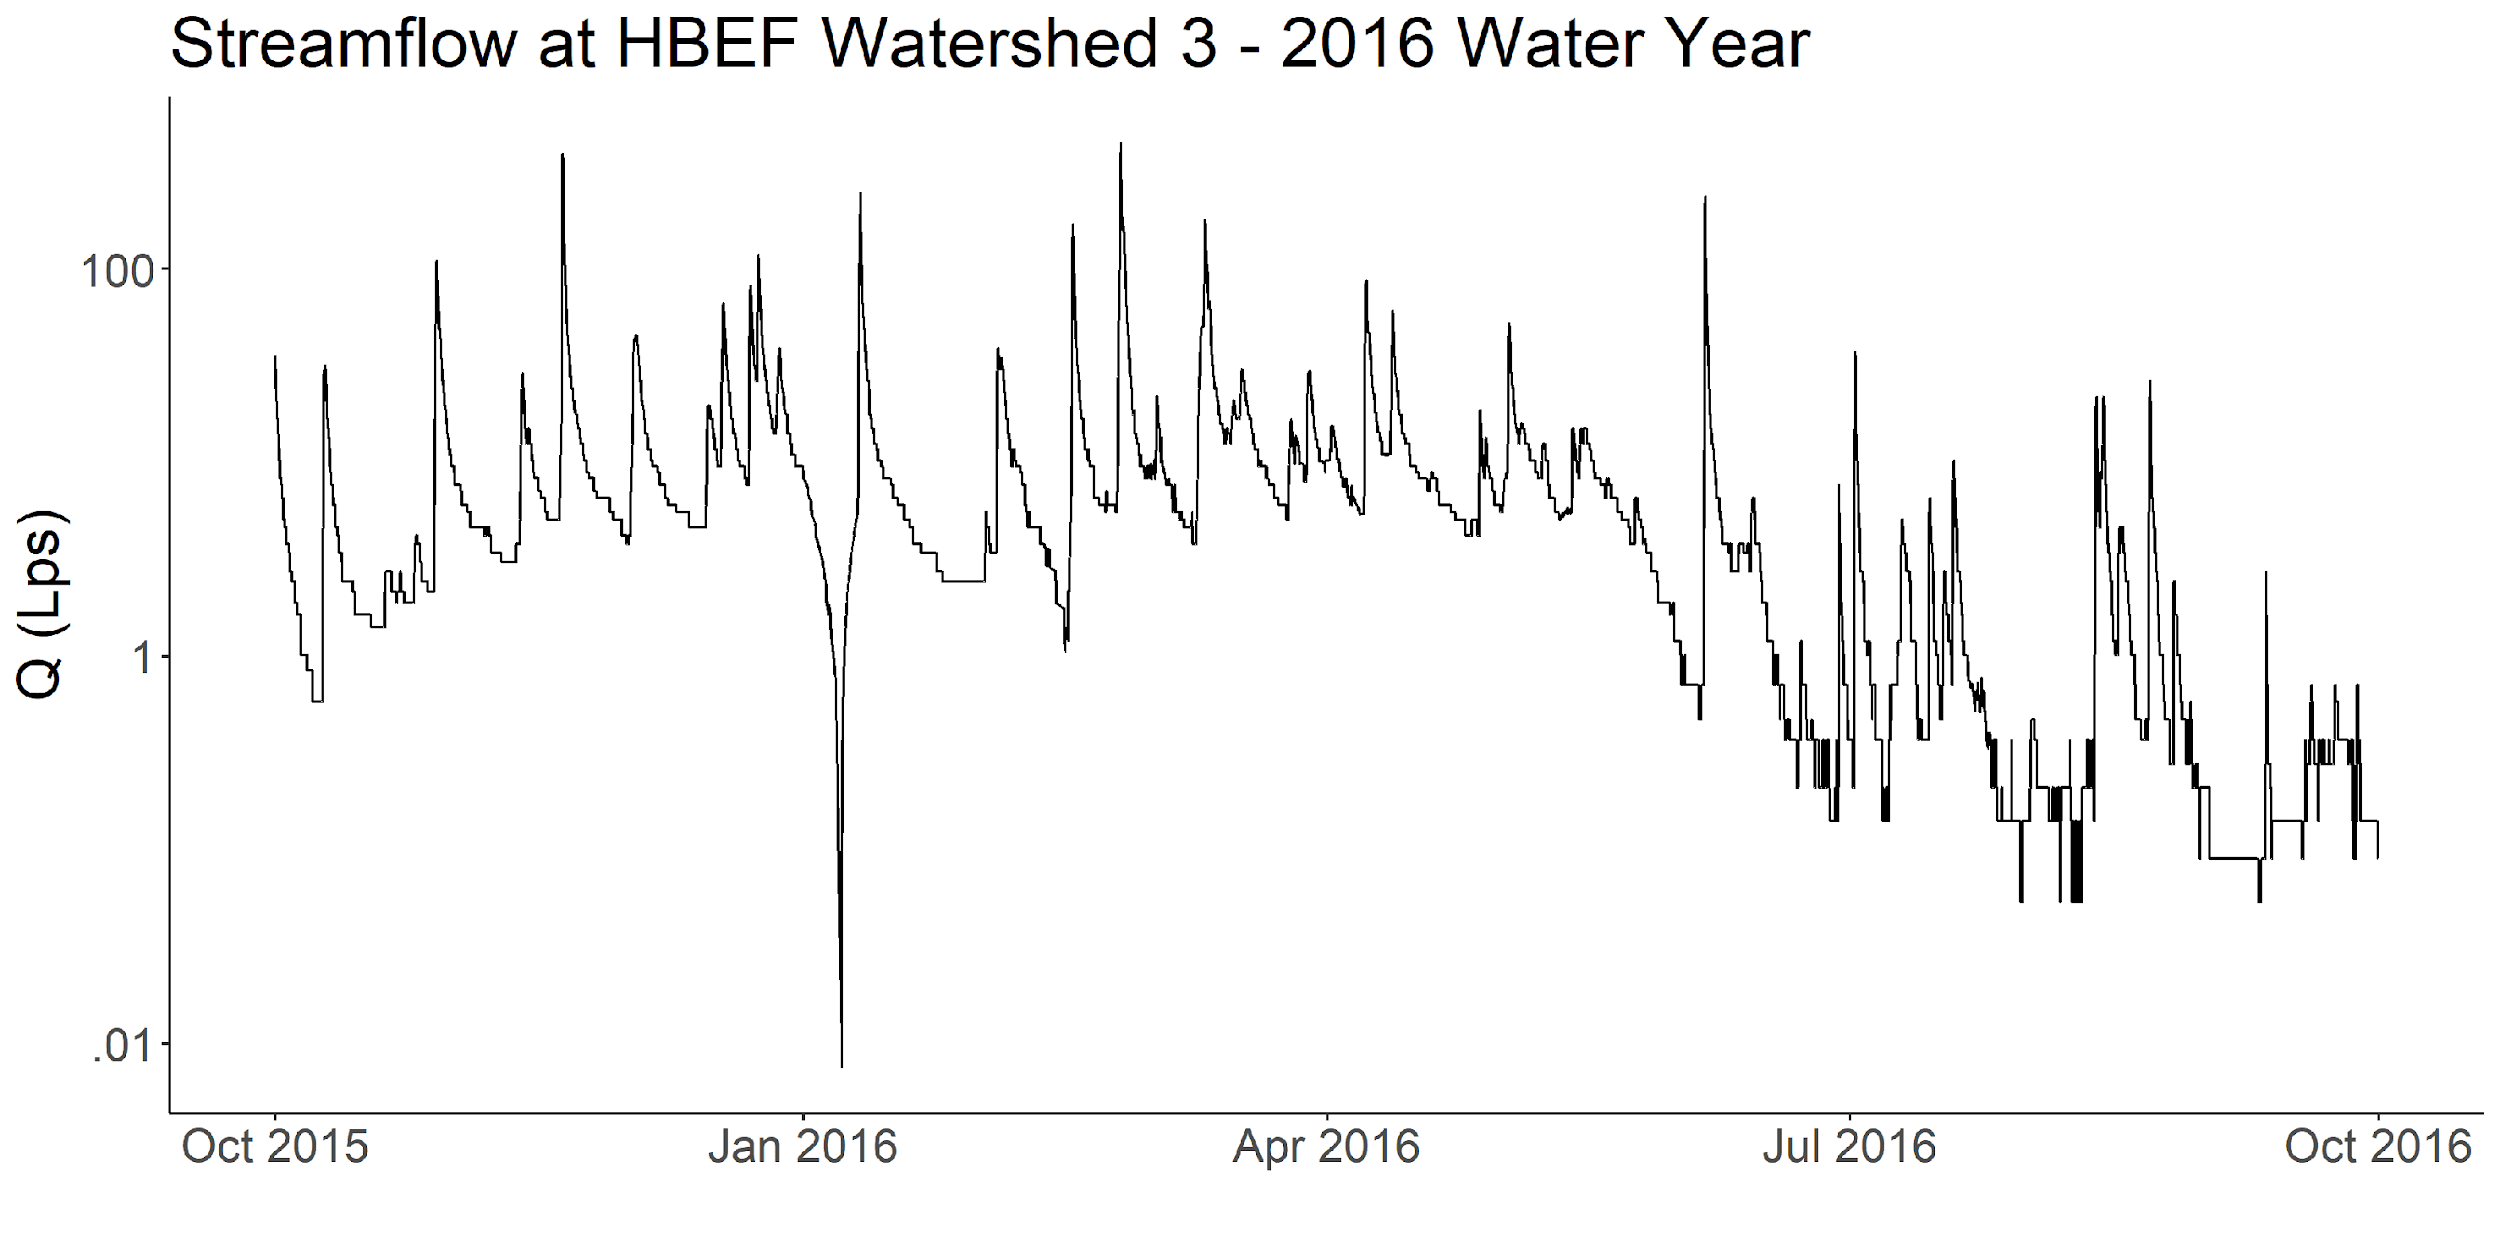 Streamflow at HBEF Watershed 3 - 2016 Water Year
Q (Lps)
100
1
.01
Oct 2015
Jan 2016
Apr 2016
Jul 2016
Oct 2016